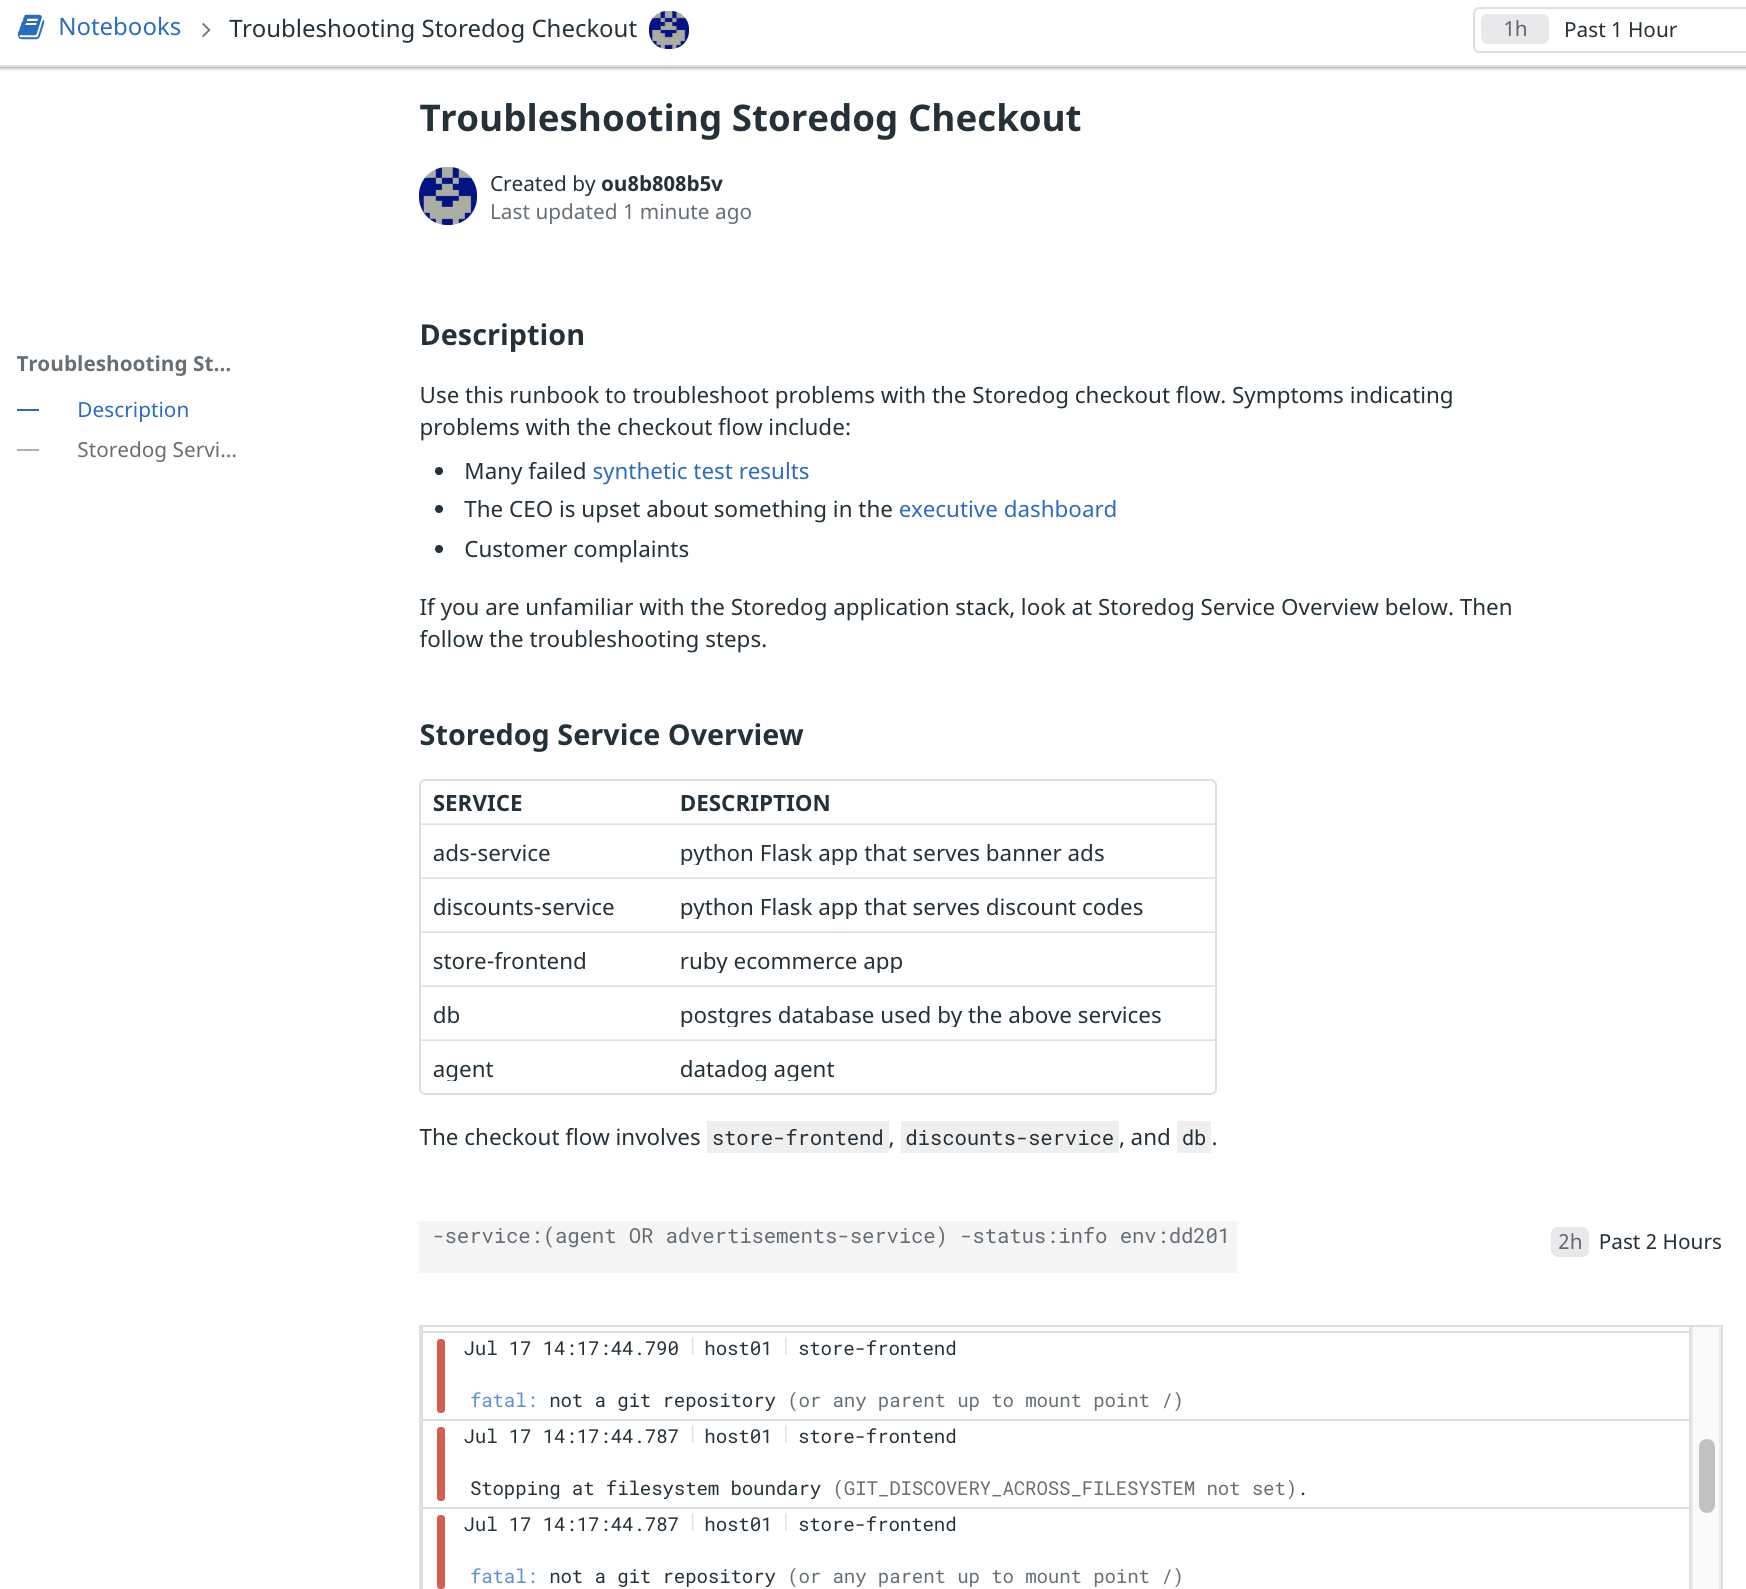 Notebooks > Troubleshooting Storedog Checkout
1h Past 1 Hour
Troubleshooting Storedog Checkout
Created by ou8b808b5v
Last updated 1 minute ago
Troubleshooting St...
Description
Storedog Servi...
Description
Use this runbook to troubleshoot problems with the Storedog checkout flow. Symptoms indicating
problems with the checkout flow include:
• Many failed synthetic test results
• The CEO is upset about something in the executive dashboard
• Customer complaints
If you are unfamiliar with the Storedog application stack, look at Storedog Service Overview below. Then
follow the troubleshooting steps.
Storedog Service Overview
SERVICE DESCRIPTION
ads-service python Flask app that serves banner ads
discounts-service python Flask app that serves discount codes
store-frontend ruby ecommerce app
db postgres database used by the above services
agent datadog agent
The checkout flow involves store-frontend, discounts-service, and db.
-service:(agent OR advertisements-service) -status:info env:dd201
2h Past 2 Hours
Jul 17 14:17:44.790 | host01 | store-frontend
fatal: not a git repository (or any parent up to mount point /)
Jul 17 14:17:44.787 | host01 | store-frontend
Stopping at filesystem boundary (GIT_DISCOVERY_ACROSS_FILESYSTEM not set).
Jul 17 14:17:44.787 | host01 | store-frontend
fatal: not a git repository (or any parent up to mount point /)